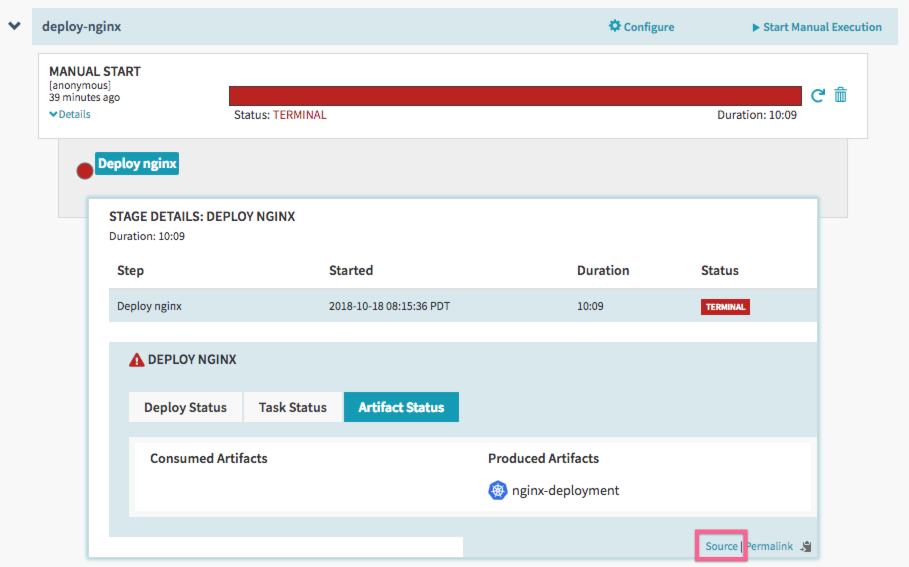 deploy-nginx Configure Start Manual Execution
MANUAL START
[anonymous]
39 minutes ago
Details
Status: TERMINAL Duration: 10:09
Deploy nginx
STAGE DETAILS: DEPLOY NGINX
Duration: 10:09
Step Started Duration Status
Deploy nginx 2018-10-18 08:15:36 PDT 10:09 TERMINAL
DEPLOY NGINX
Deploy Status Task Status Artifact Status
Consumed Artifacts Produced Artifacts
nginx-deployment
Source | Permalink